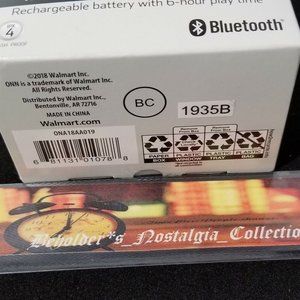 Rechargeable battery with 6-hour play time
IPX
4
Bluetooth®
©2018 Walmart Inc.
ONN is a trademark of Walmart Inc.
All Rights Reserved.
Distributed by Walmart Inc.,
Bentonville, AR 72716
MADE IN CHINA
Walmart.com
ONA18AA019
6 81131 01078 8
BC
1935B
PAPER BOX
PLASTIC WINDOW
PLASTIC TRAY
PLASTIC BAG
Beholder*s_Nostalgia_Collection